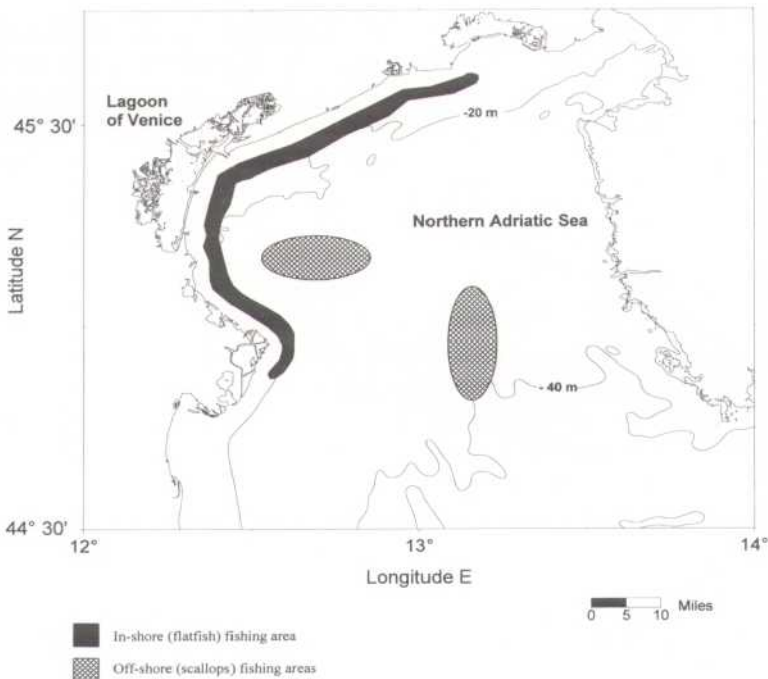 Lagoon
of Venice
45° 30'
-20 m
Northern Adriatic Sea
Latitude N
- 40 m
44° 30'
12°
13°
14°
Longitude E
0 5 10 Miles
In-shore (flatfish) fishing area
Off-shore (scallops) fishing areas